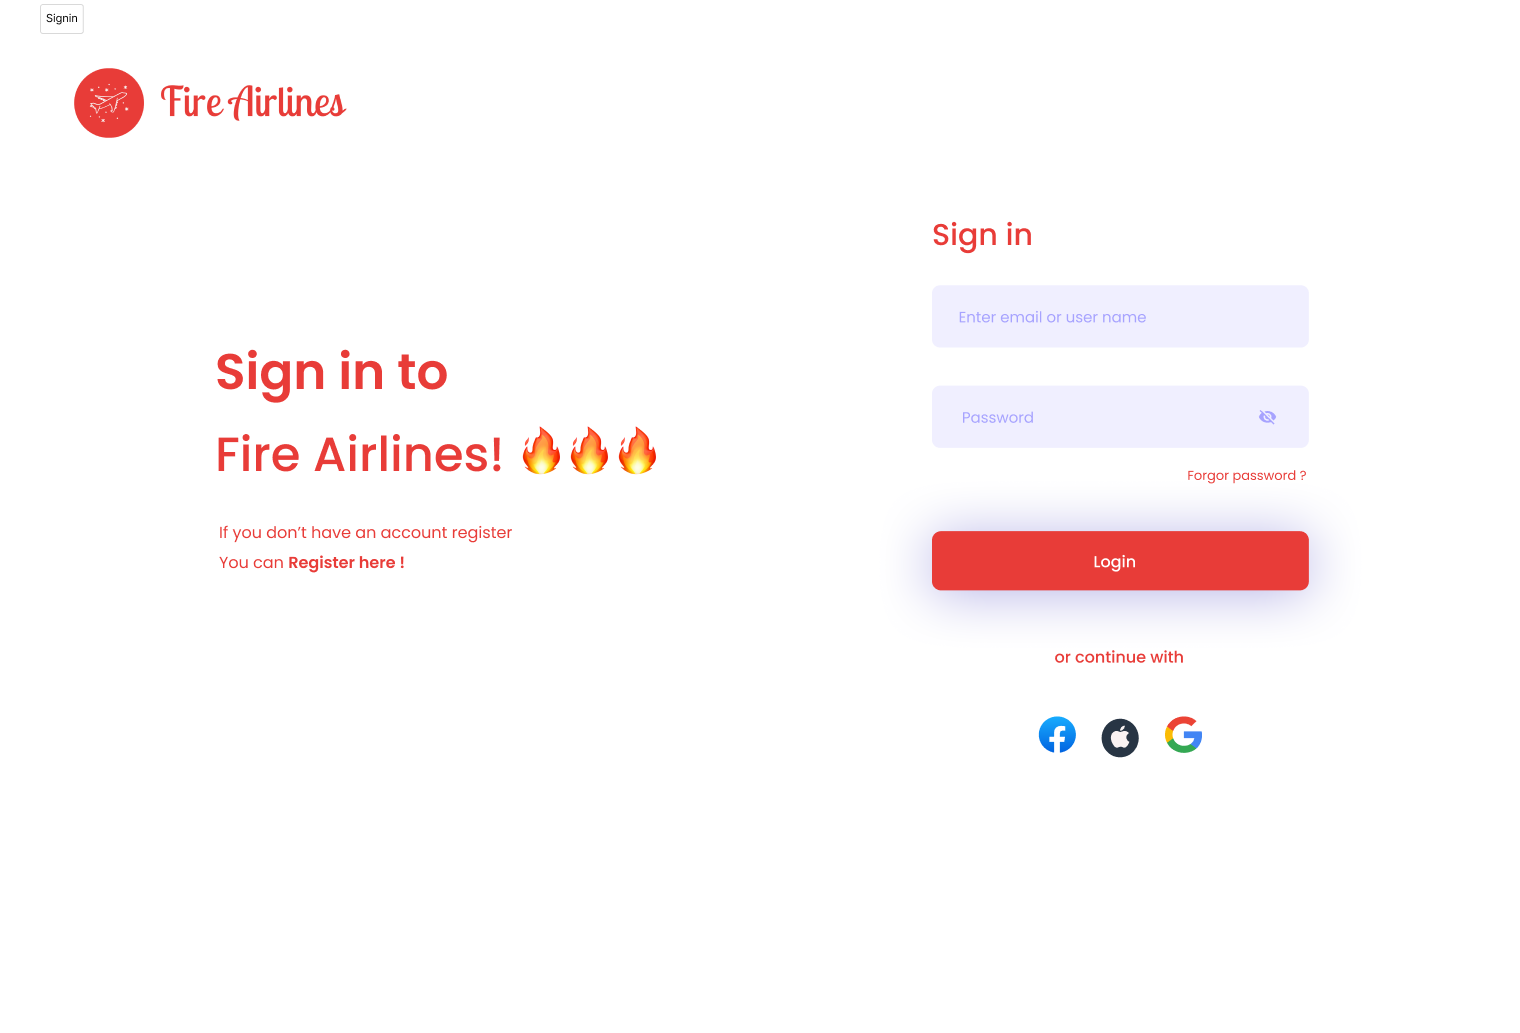 Signin
Fire Airlines
Sign in to
Fire Airlines! 🔥🔥🔥
If you don’t have an account register
You can Register here !
Sign in
Enter email or user name
Password
Forgor password ?
Login
or continue with